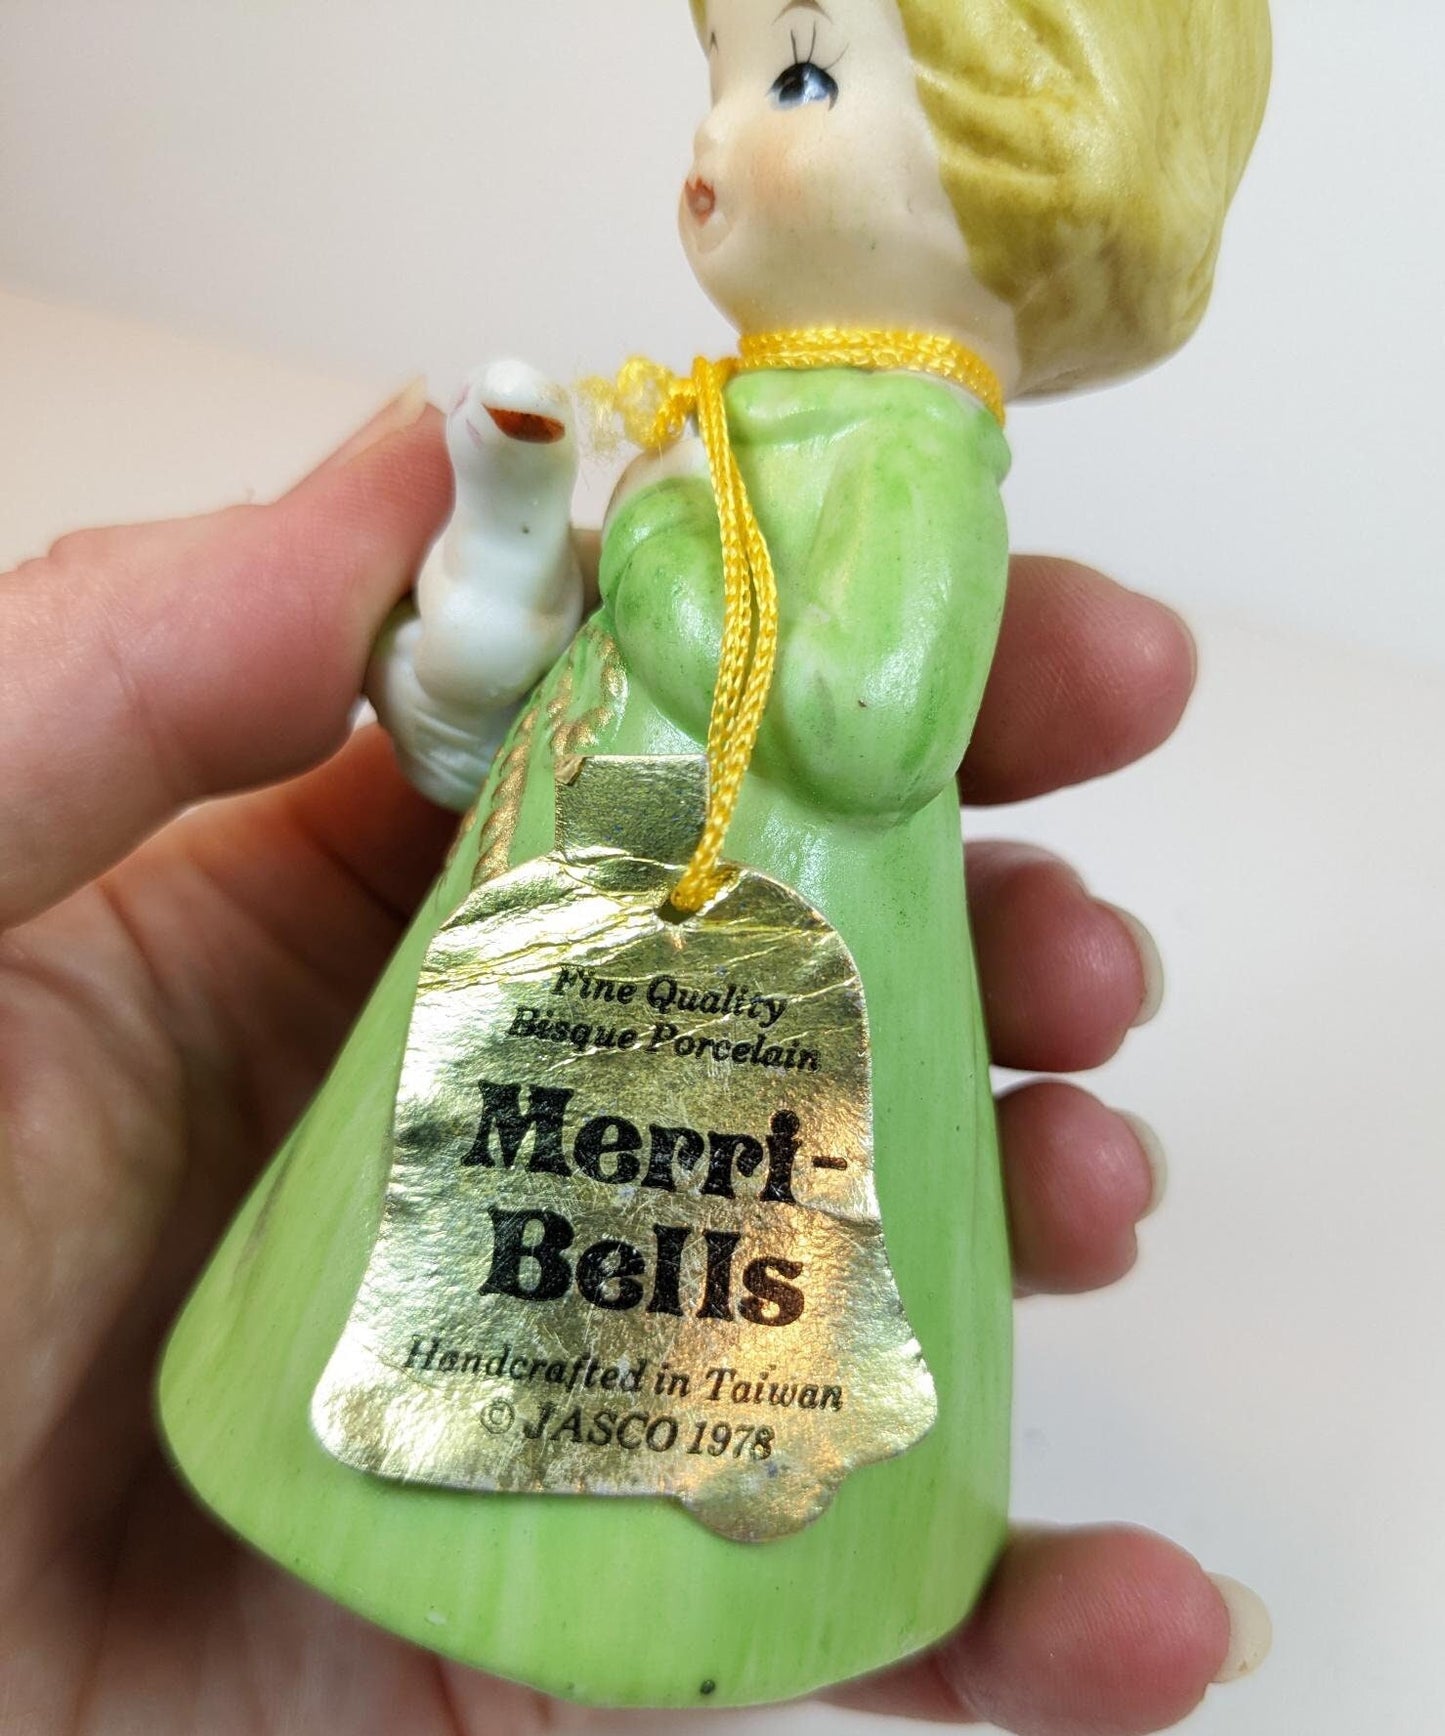 Fine Quality
Bisque Porcelain
Merri-
Bells
Handcrafted in Taiwan
© JASCO 1978